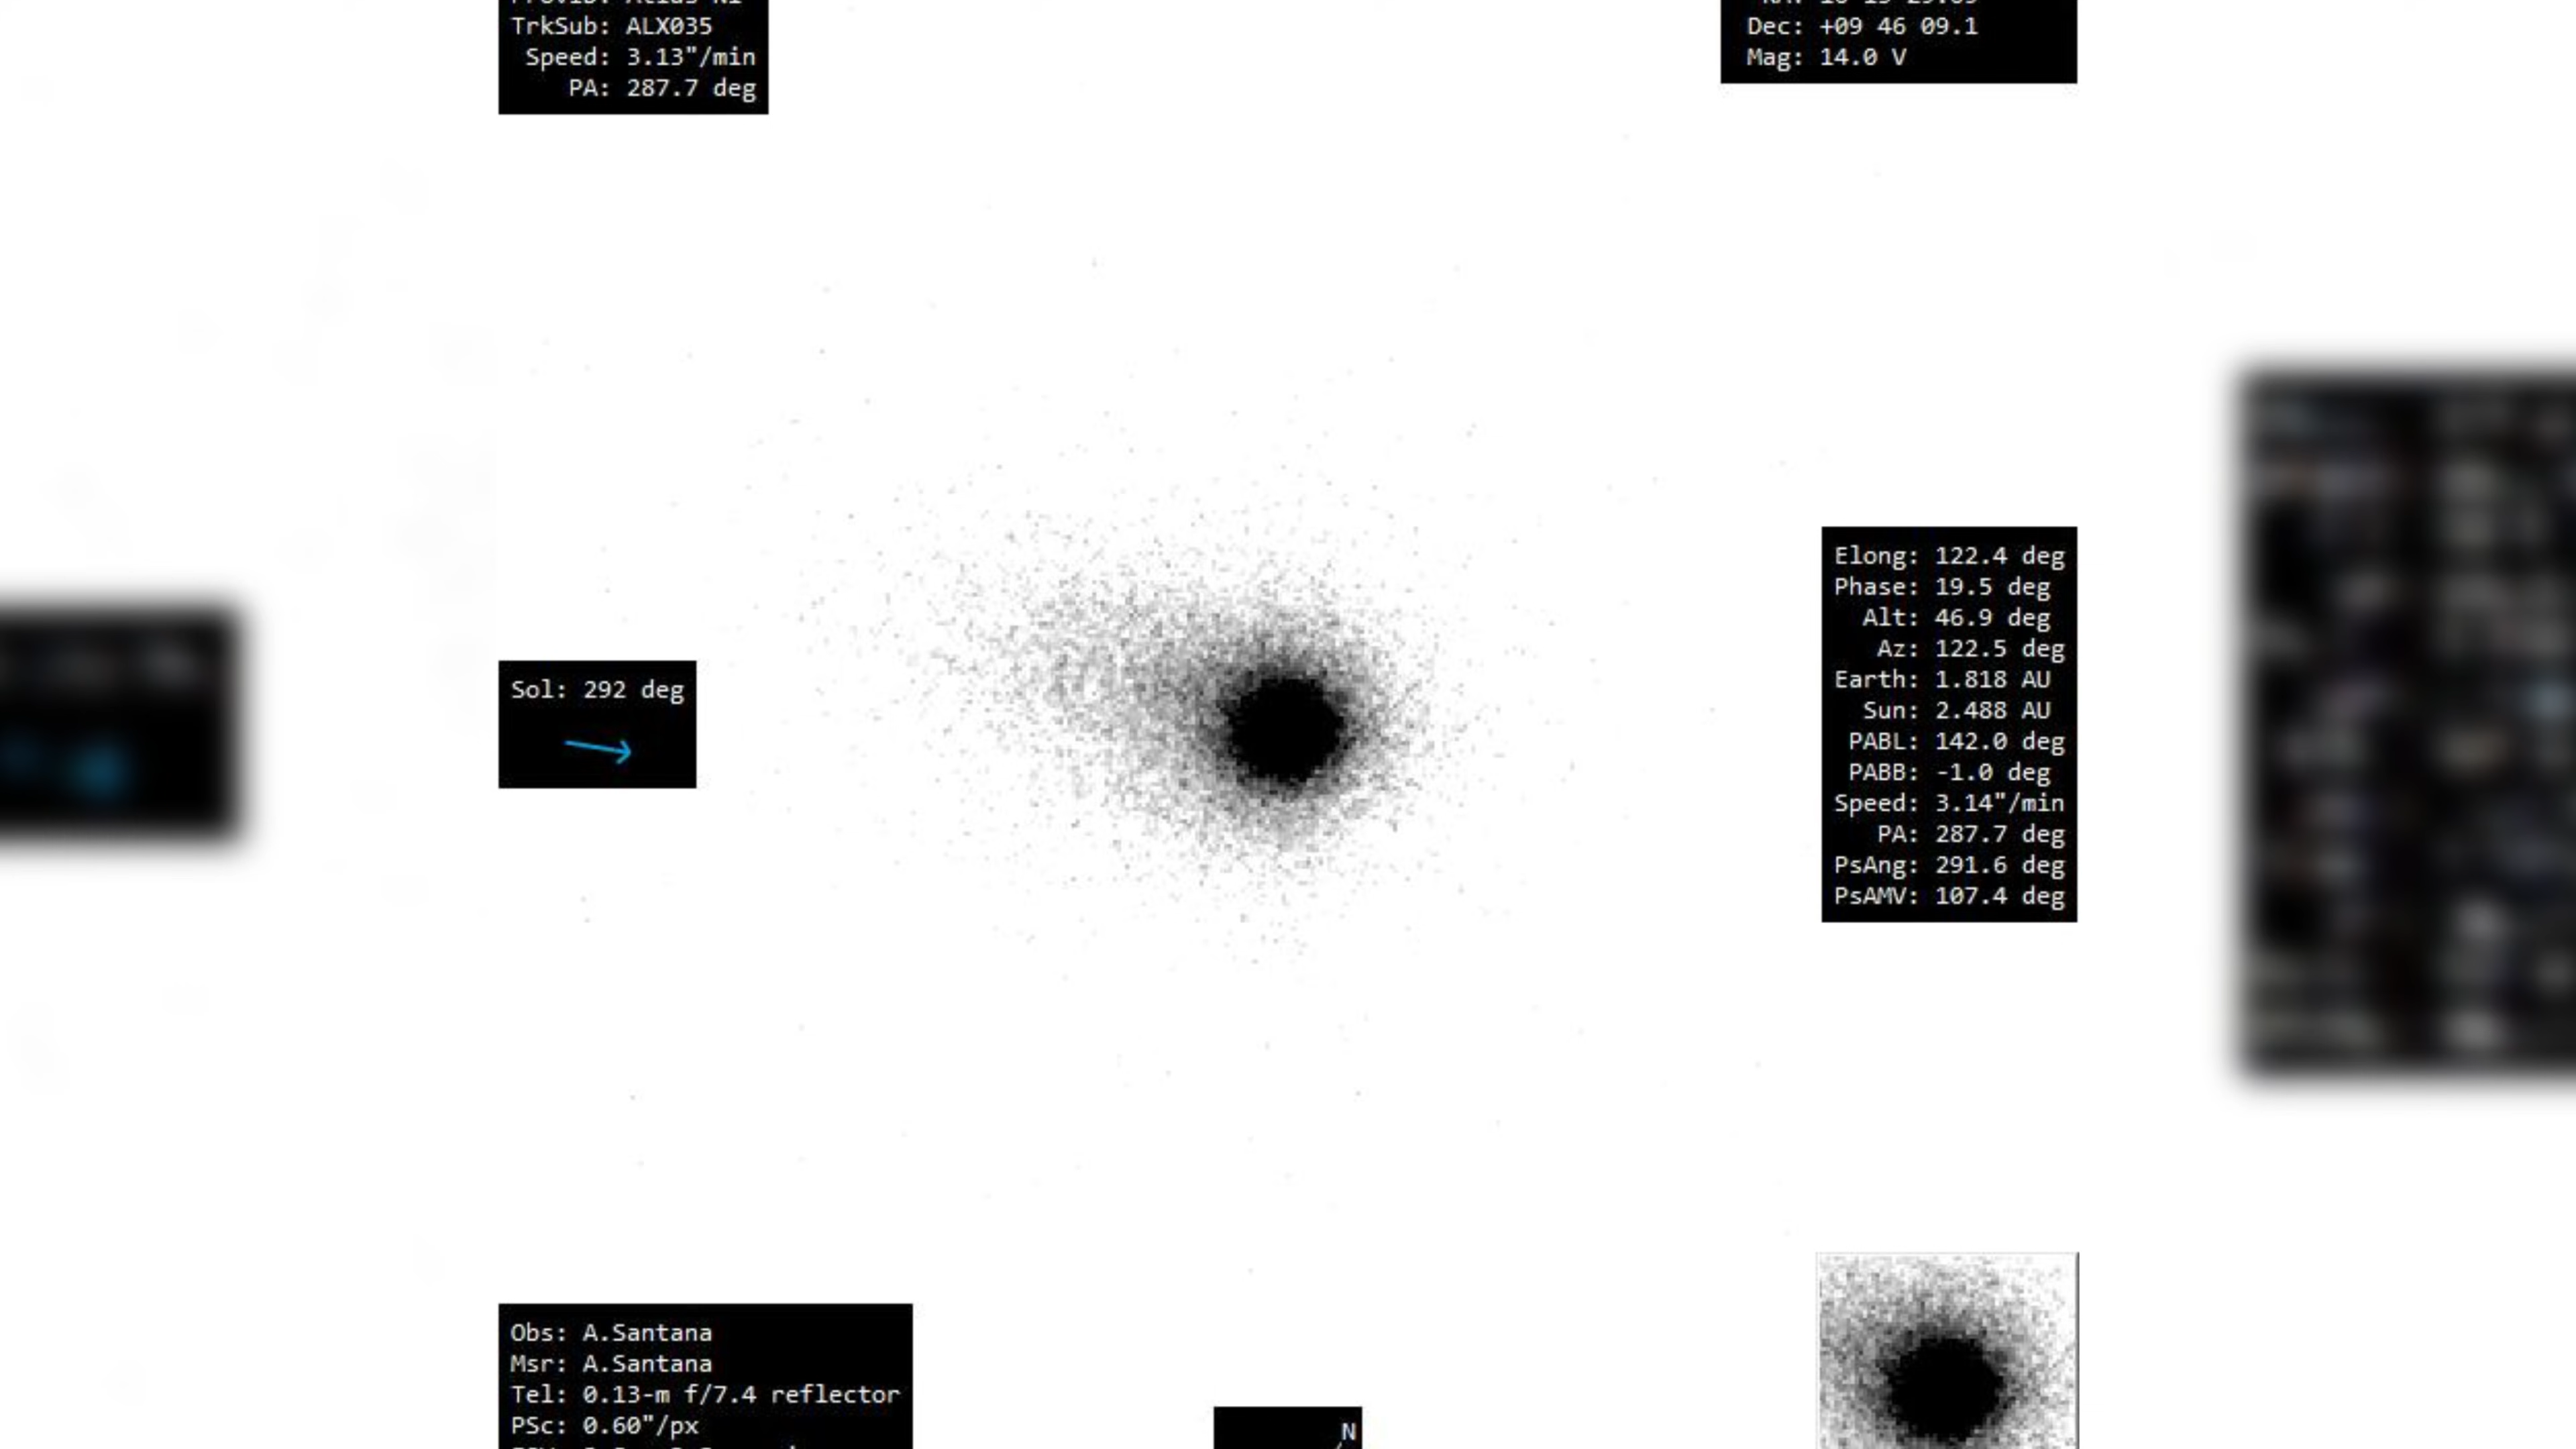 TrkSub: ALX035
Speed: 3.13"/min
PA: 287.7 deg
Dec: +09 46 09.1
Mag: 14.0 V
Sol: 292 deg
Elong: 122.4 deg
Phase: 19.5 deg
Alt: 46.9 deg
Az: 122.5 deg
Earth: 1.818 AU
Sun: 2.488 AU
PABL: 142.0 deg
PABB: -1.0 deg
Speed: 3.14"/min
PA: 287.7 deg
PsAng: 291.6 deg
PsAMV: 107.4 deg
Obs: A.Santana
Msr: A.Santana
Tel: 0.13-m f/7.4 reflector
PSc: 0.60"/px
N